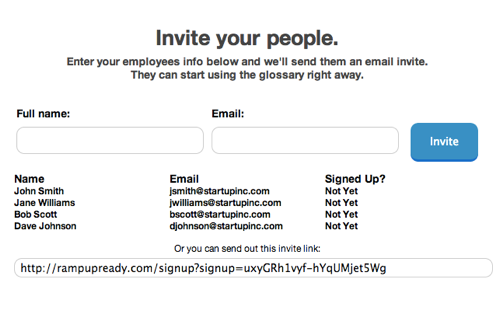 Invite your people.
Enter your employees info below and we'll send them an email invite.
They can start using the glossary right away.
Full name: Email:
Invite
Name Email Signed Up?
John Smith jsmith@startupinc.com Not Yet
Jane Williams jwilliams@startupinc.com Not Yet
Bob Scott bscott@startupinc.com Not Yet
Dave Johnson djohnson@startupinc.com Not Yet
Or you can send out this invite link:
http://rampupready.com/signup?signup=uxyGRh1vyf-hYqUMjet5Wg